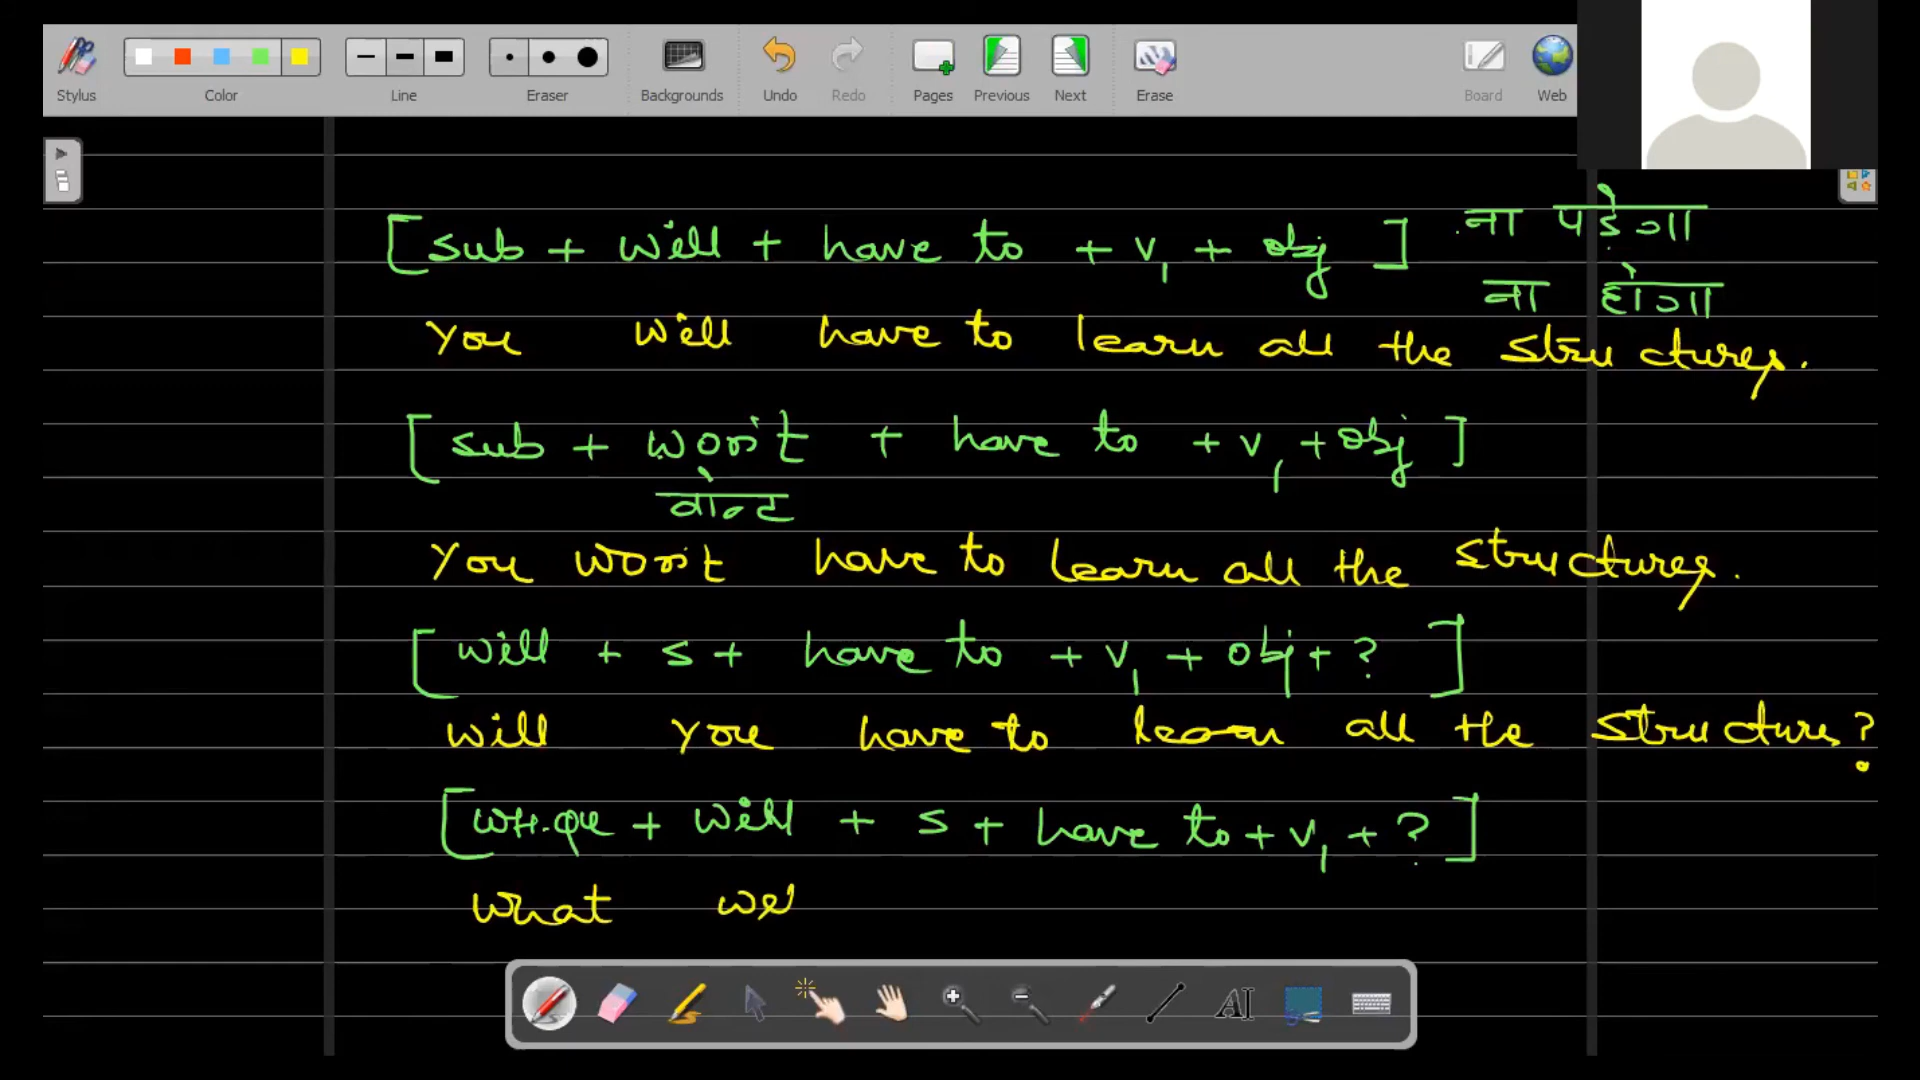 Stylus Color Line Eraser Backgrounds Undo Redo Pages Previous Next Erase Board Web
[sub + will + have to + v1 + obj] ना पड़ेगा
ना होगा
You will have to learn all the structures.
[sub + won't + have to + v1 + obj]
वोन्ट
You won't have to learn all the structures.
[will + s + have to + v1 + obj + ?]
will you have to learn all the structures?
[WH.que + will + s + have to + v1 + ?]
what